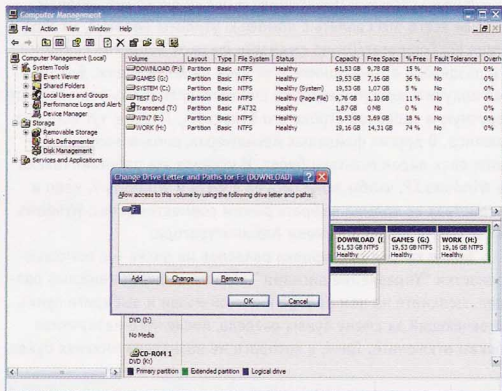 Computer Management
File Action View Window Help
Computer Management (Local)
System Tools
Event Viewer
Shared Folders
Local Users and Groups
Performance Logs and Alerts
Device Manager
Storage
Removable Storage
Disk Defragmenter
Disk Management
Services and Applications
Volume Layout Type File System Status Capacity Free Space % Free Fault Tolerance Overh
DOWNLOAD (F:) Partition Basic NTFS Healthy 61,53 GB 9,78 GB 15 % No 0%
GAMES (G:) Partition Basic NTFS Healthy 19,53 GB 7,16 GB 36 % No 0%
SYSTEM (C:) Partition Basic NTFS Healthy (System) 19,53 GB 1,07 GB 5 % No 0%
TEST (D:) Partition Basic NTFS Healthy (Page File) 9,76 GB 1,10 GB 11 % No 0%
Transcend (T:) Partition Basic FAT32 Healthy 1,87 GB 0 MB 0 % No 0%
WIN7 (E:) Partition Basic NTFS Healthy 19,53 GB 3,69 GB 18 % No 0%
WORK (H:) Partition Basic NTFS Healthy 19,16 GB 14,31 GB 74 % No 0%
Change Drive Letter and Paths for F: (DOWNLOAD)
Allow access to this volume by using the following drive letter and paths:
F:
Add... Change... Remove
OK Cancel
DOWNLOAD (F
61,53 GB NTFS
Healthy
GAMES (G:)
19,53 GB NTFS
Healthy
WORK (H:)
19,16 GB NTFS
Healthy
DVD (I:)
No Media
CD-ROM 1
DVD (K:)
Primary partition Extended partition Logical drive